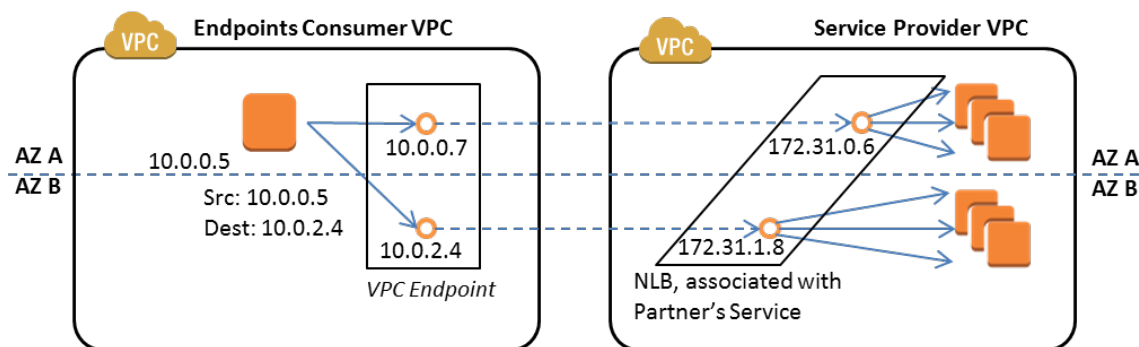 VPC
Endpoints Consumer VPC
VPC
Service Provider VPC
AZ A
AZ B
10.0.0.5
Src: 10.0.0.5
Dest: 10.0.2.4
10.0.0.7
10.0.2.4
VPC Endpoint
172.31.0.6
172.31.1.8
NLB, associated with
Partner's Service
AZ A
AZ B